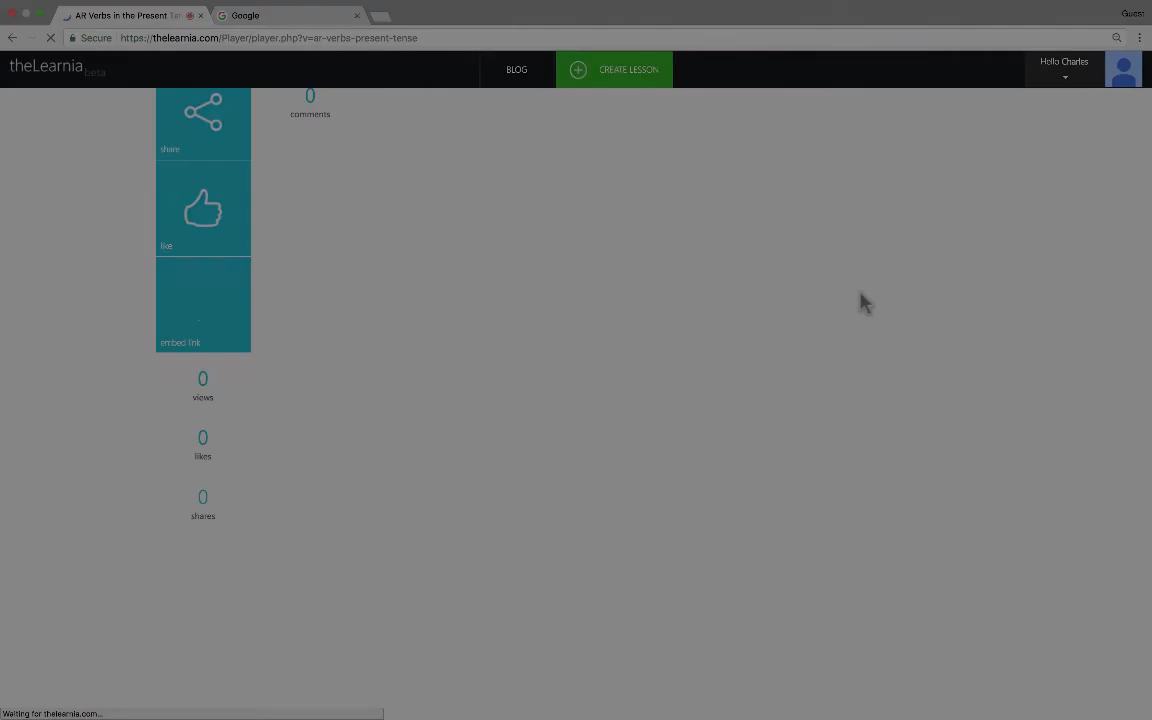 AR Verbs in the Present Ten
Google
Guest
Secure
https://thelearnia.com/Player/player.php?v=ar-verbs-present-tense
theLearnia
beta
BLOG
CREATE LESSON
Hello Charles
0
comments
share
like
embed link
0
views
0
likes
0
shares
Waiting for thelearnia.com...